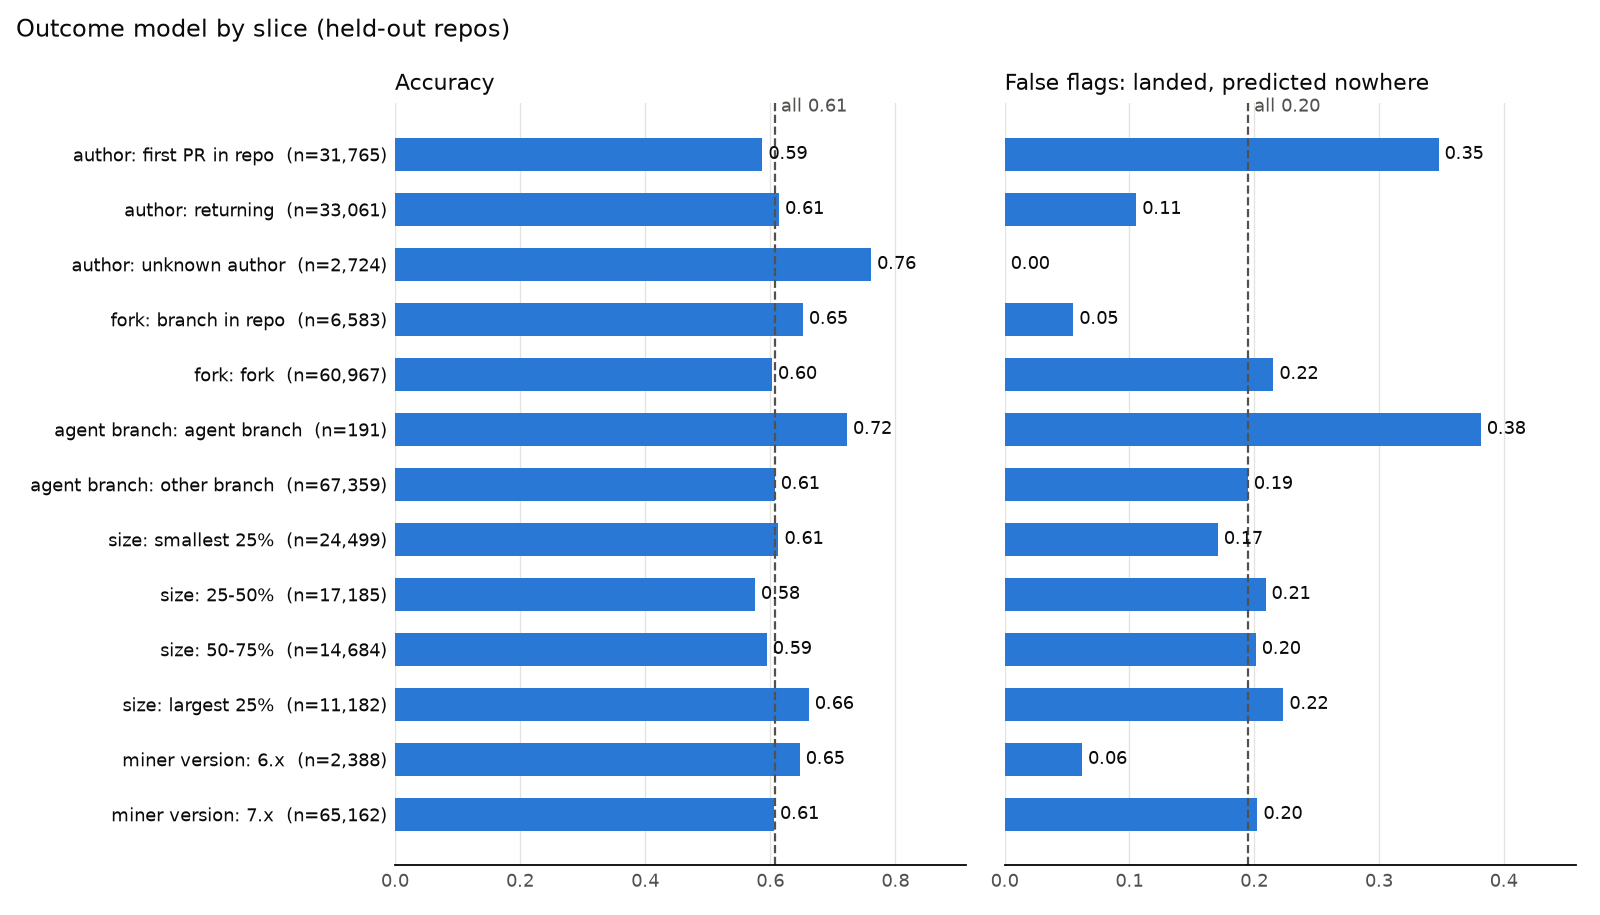 Outcome model by slice (held-out repos)
Accuracy
all 0.61
author: first PR in repo (n=31,765)
0.59
author: returning (n=33,061)
0.61
author: unknown author (n=2,724)
0.76
fork: branch in repo (n=6,583)
0.65
fork: fork (n=60,967)
0.60
agent branch: agent branch (n=191)
0.72
agent branch: other branch (n=67,359)
0.61
size: smallest 25% (n=24,499)
0.61
size: 25-50% (n=17,185)
0.58
size: 50-75% (n=14,684)
0.59
size: largest 25% (n=11,182)
0.66
miner version: 6.x (n=2,388)
0.65
miner version: 7.x (n=65,162)
0.61
0.0 0.2 0.4 0.6 0.8
False flags: landed, predicted nowhere
all 0.20
0.35
0.11
0.00
0.05
0.22
0.38
0.19
0.17
0.21
0.20
0.22
0.06
0.20
0.0 0.1 0.2 0.3 0.4